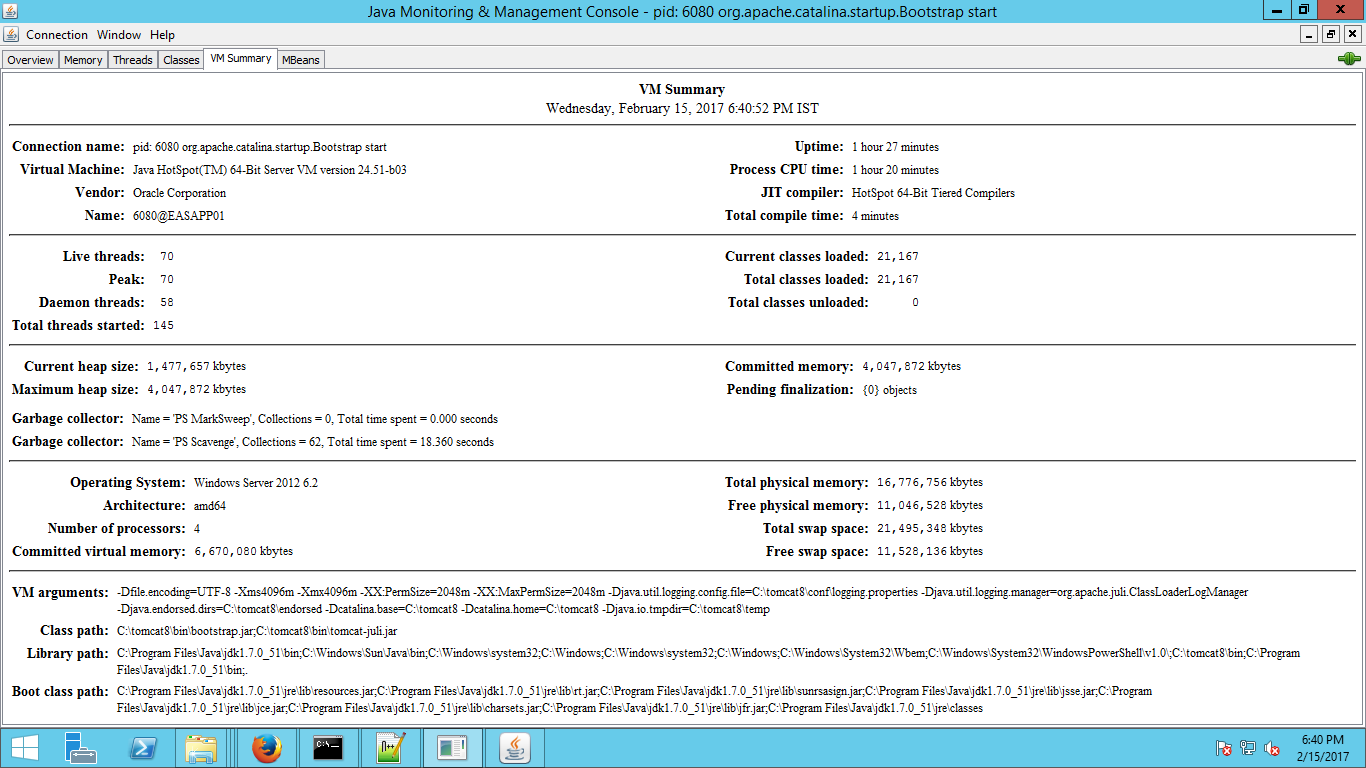 Java Monitoring & Management Console - pid: 6080 org.apache.catalina.startup.Bootstrap start
Connection Window Help
Overview Memory Threads Classes VM Summary MBeans
VM Summary
Wednesday, February 15, 2017 6:40:52 PM IST
Connection name: pid: 6080 org.apache.catalina.startup.Bootstrap start
Virtual Machine: Java HotSpot(TM) 64-Bit Server VM version 24.51-b03
Vendor: Oracle Corporation
Name: 6080@EASAPP01
Uptime: 1 hour 27 minutes
Process CPU time: 1 hour 20 minutes
JIT compiler: HotSpot 64-Bit Tiered Compilers
Total compile time: 4 minutes
Live threads: 70
Peak: 70
Daemon threads: 58
Total threads started: 145
Current classes loaded: 21,167
Total classes loaded: 21,167
Total classes unloaded: 0
Current heap size: 1,477,657 kbytes
Maximum heap size: 4,047,872 kbytes
Committed memory: 4,047,872 kbytes
Pending finalization: {0} objects
Garbage collector: Name = 'PS MarkSweep', Collections = 0, Total time spent = 0.000 seconds
Garbage collector: Name = 'PS Scavenge', Collections = 62, Total time spent = 18.360 seconds
Operating System: Windows Server 2012 6.2
Architecture: amd64
Number of processors: 4
Committed virtual memory: 6,670,080 kbytes
Total physical memory: 16,776,756 kbytes
Free physical memory: 11,046,528 kbytes
Total swap space: 21,495,348 kbytes
Free swap space: 11,528,136 kbytes
VM arguments: -Dfile.encoding=UTF-8 -Xms4096m -Xmx4096m -XX:PermSize=2048m -XX:MaxPermSize=2048m -Djava.util.logging.config.file=C:\tomcat8\conf\logging.properties -Djava.util.logging.manager=org.apache.juli.ClassLoaderLogManager
-Djava.endorsed.dirs=C:\tomcat8\endorsed -Dcatalina.base=C:\tomcat8 -Dcatalina.home=C:\tomcat8 -Djava.io.tmpdir=C:\tomcat8\temp
Class path: C:\tomcat8\bin\bootstrap.jar;C:\tomcat8\bin\tomcat-juli.jar
Library path: C:\Program Files\Java\jdk1.7.0_51\bin;C:\Windows\Sun\Java\bin;C:\Windows\system32;C:\Windows;C:\Windows\system32;C:\Windows;C:\Windows\System32\Wbem;C:\Windows\System32\WindowsPowerShell\v1.0\;C:\tomcat8\bin;C:\Program
Files\Java\jdk1.7.0_51\bin;.
Boot class path: C:\Program Files\Java\jdk1.7.0_51\jre\lib\resources.jar;C:\Program Files\Java\jdk1.7.0_51\jre\lib\rt.jar;C:\Program Files\Java\jdk1.7.0_51\jre\lib\sunrsasign.jar;C:\Program Files\Java\jdk1.7.0_51\jre\lib\jsse.jar;C:\Program
Files\Java\jdk1.7.0_51\jre\lib\jce.jar;C:\Program Files\Java\jdk1.7.0_51\jre\lib\charsets.jar;C:\Program Files\Java\jdk1.7.0_51\jre\lib\jfr.jar;C:\Program Files\Java\jdk1.7.0_51\jre\classes
6:40 PM
2/15/2017